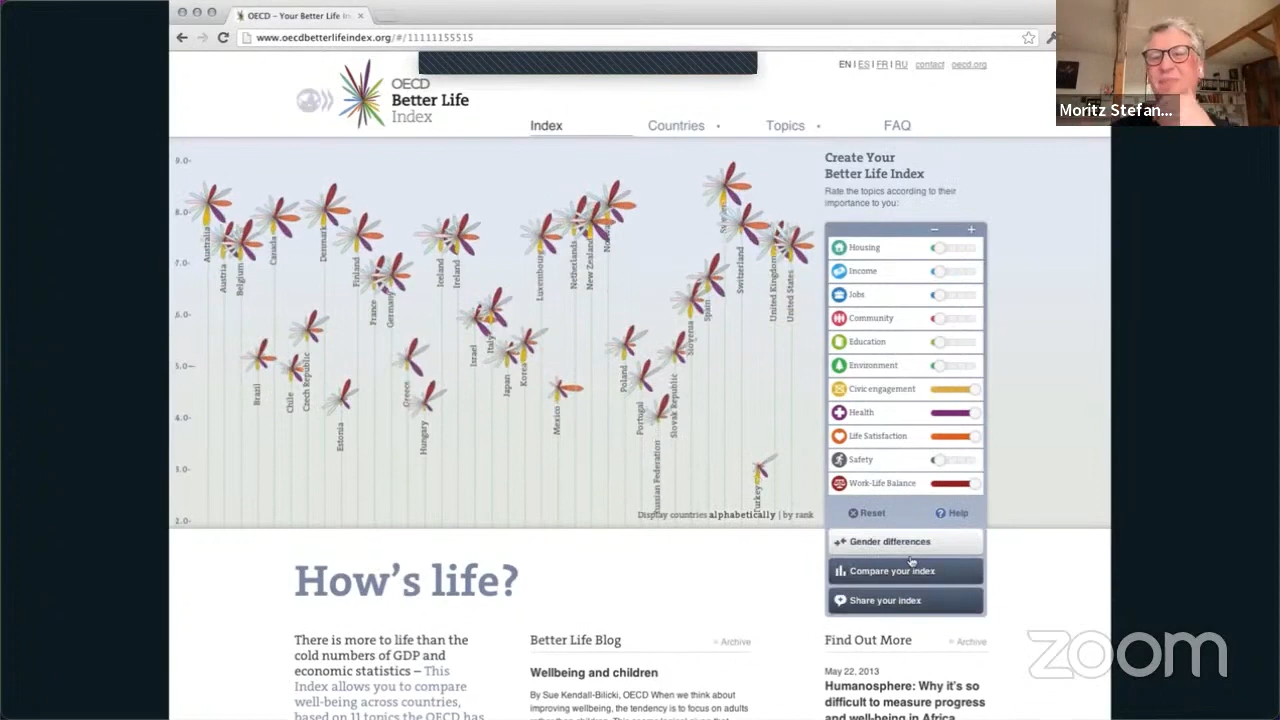 OECD – Your Better Life In
www.oecdbetterlifeindex.org/#/11111155515
EN | ES | FR | RU contact oecd.org
OECD
Better Life
Index
Index
Countries
Topics
FAQ
Moritz Stefan...
9.0
8.0
7.0
6.0
5.0
4.0
3.0
2.0
Australia
Austria
Belgium
Brazil
Canada
Chile
Czech Republic
Denmark
Estonia
Finland
France
Germany
Greece
Hungary
Iceland
Ireland
Israel
Italy
Japan
Korea
Luxembourg
Mexico
Netherlands
New Zealand
Poland
Portugal
Slovak Republic
Slovenia
Spain
Switzerland
Turkey
United Kingdom
United States
Display countries alphabetically | by rank
Create Your
Better Life Index
Rate the topics according to their
importance to you:
Housing
Income
Jobs
Community
Education
Environment
Civic engagement
Health
Life Satisfaction
Safety
Work-Life Balance
Reset
Help
Gender differences
Compare your index
Share your index
How's life?
There is more to life than the
cold numbers of GDP and
economic statistics – This
Index allows you to compare
well-being across countries,
based on 11 topics the OECD has
Better Life Blog
Archive
Wellbeing and children
By Sue Kendall-Bilicki, OECD When we think about
improving wellbeing, the tendency is to focus on adults
Find Out More
Archive
May 22, 2013
Humanosphere: Why it's so
difficult to measure progress
and well-being in Africa
zoom